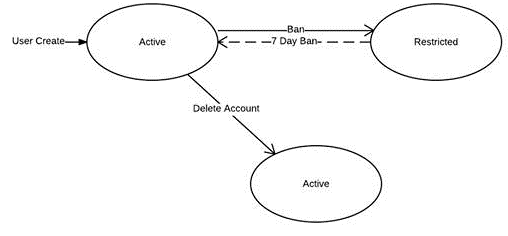 Ban
User Create
Active
7 Day Ban
Restricted
Delete Account
Active